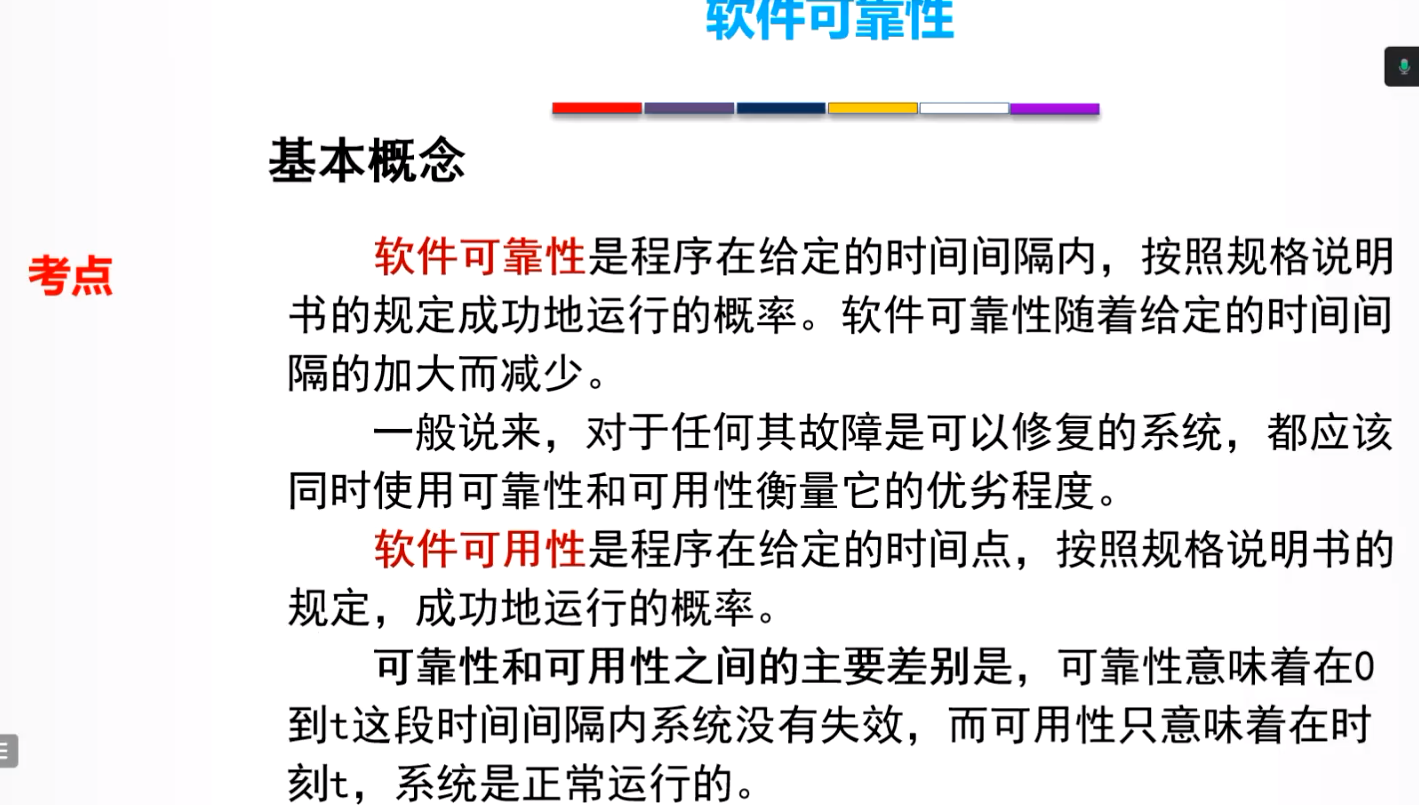 软件可靠性
基本概念
考点
软件可靠性是程序在给定的时间间隔内，按照规格说明
书的规定成功地运行的概率。软件可靠性随着给定的时间间
隔的加大而减少。
一般说来，对于任何其故障是可以修复的系统，都应该
同时使用可靠性和可用性衡量它的优劣程度。
软件可用性是程序在给定的时间点，按照规格说明书的
规定，成功地运行的概率。
可靠性和可用性之间的主要差别是，可靠性意味着在0
到t这段时间间隔内系统没有失效，而可用性只意味着在时
刻t，系统是正常运行的。